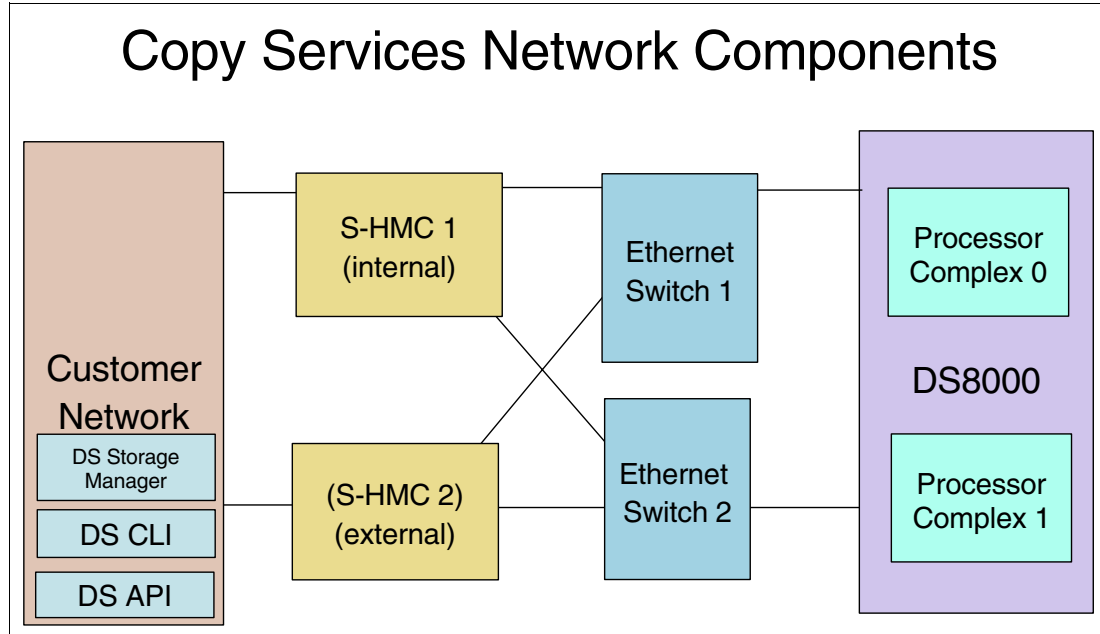 Copy Services Network Components
Customer
Network
DS Storage
Manager
DS CLI
DS API
S-HMC 1
(internal)
(S-HMC 2)
(external)
Ethernet
Switch 1
Ethernet
Switch 2
Processor
Complex 0
DS8000
Processor
Complex 1